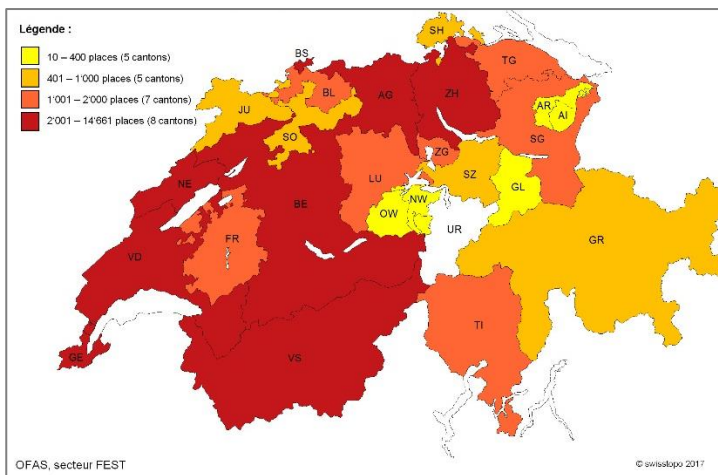 Légende :
10 – 400 places (5 cantons)
401 – 1'000 places (5 cantons)
1'001 – 2'000 places (7 cantons)
2'001 – 14'661 places (8 cantons)
SH
BS
TG
BL
AG
ZH
JU
AR
AI
SO
SG
ZG
NE
LU
SZ
GL
BE
NW
OW
UR
FR
GR
VD
TI
GE
VS
OFAS, secteur FEST
© swisstopo 2017